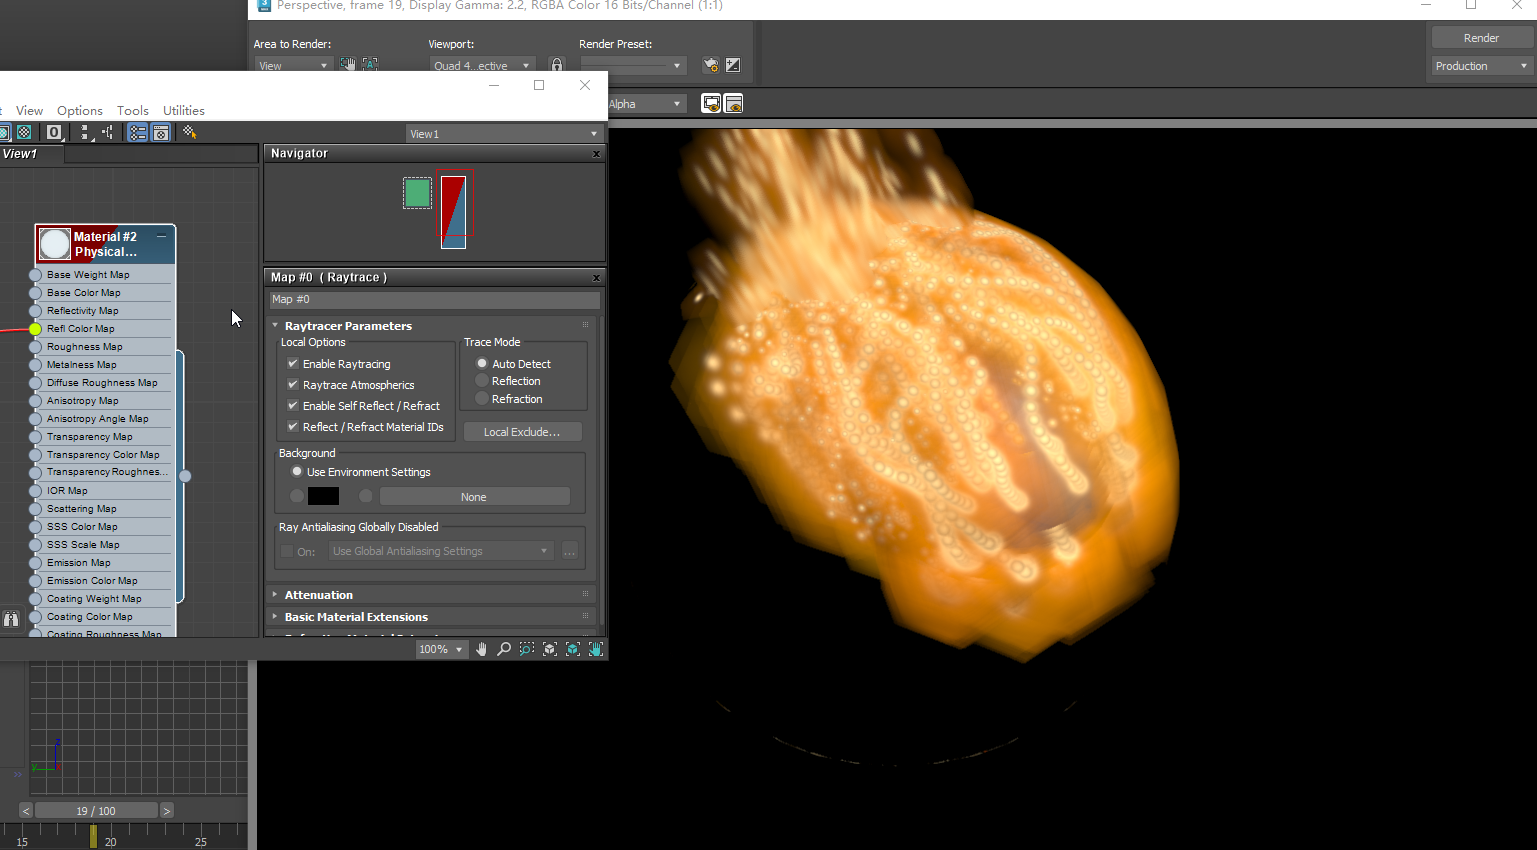 Perspective, frame 19, Display Gamma: 2.2, RGBA Color 16 Bits/Channel (1:1)
Area to Render:
Viewport:
Render Preset:
Render
View
Quad 4...ective
Production
Alpha
View
Options
Tools
Utilities
View1
View1
Navigator
Material #2
Physical...
Base Weight Map
Base Color Map
Reflectivity Map
Refl Color Map
Roughness Map
Metalness Map
Diffuse Roughness Map
Anisotropy Map
Anisotropy Angle Map
Transparency Map
Transparency Color Map
Transparency Roughnes...
IOR Map
Scattering Map
SSS Color Map
SSS Scale Map
Emission Map
Emission Color Map
Coating Weight Map
Coating Color Map
Coating Roughness Map
Map #0 ( Raytrace )
Map #0
Raytracer Parameters
Local Options
Enable Raytracing
Raytrace Atmospherics
Enable Self Reflect / Refract
Reflect / Refract Material IDs
Trace Mode
Auto Detect
Reflection
Refraction
Local Exclude...
Background
Use Environment Settings
None
Ray Antialiasing Globally Disabled
On:
Use Global Antialiasing Settings
...
Attenuation
Basic Material Extensions
100%
z
y
>>
< 19 / 100 >
15 20 25